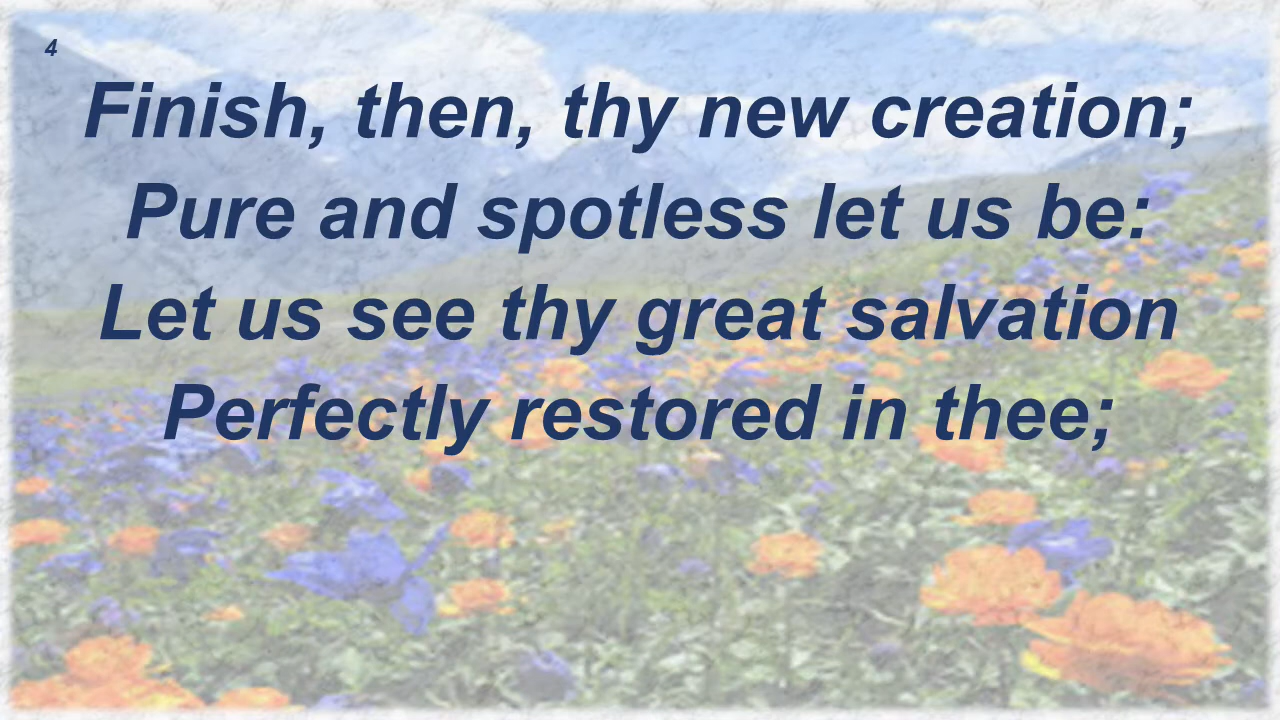 4
Finish, then, thy new creation;
Pure and spotless let us be:
Let us see thy great salvation
Perfectly restored in thee;